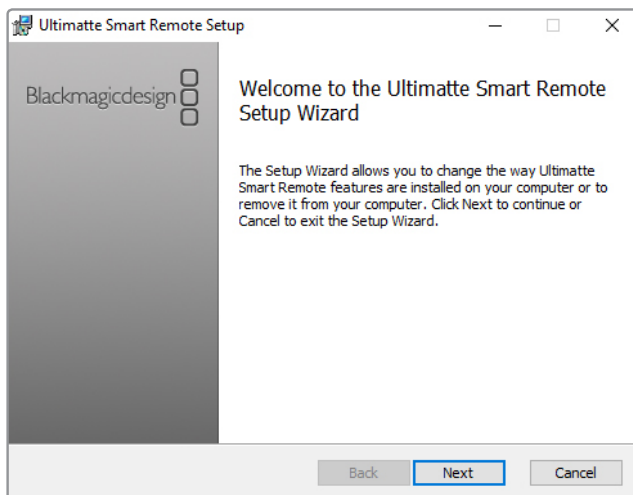 Ultimatte Smart Remote Setup
Blackmagicdesign
Welcome to the Ultimatte Smart Remote
Setup Wizard
The Setup Wizard allows you to change the way Ultimatte
Smart Remote features are installed on your computer or to
remove it from your computer. Click Next to continue or
Cancel to exit the Setup Wizard.
Back Next Cancel